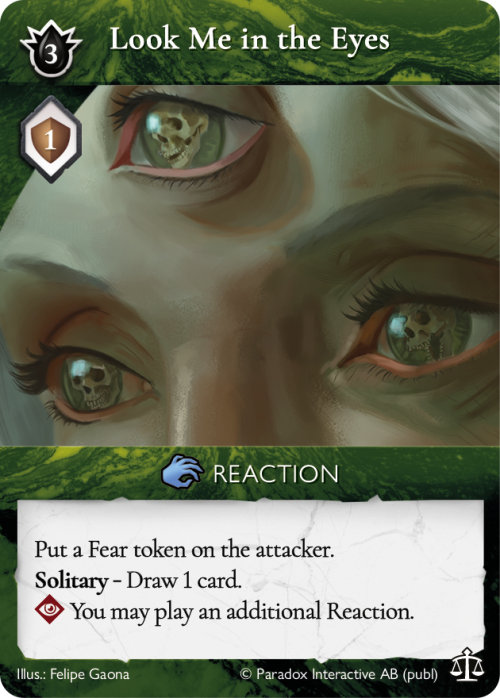 3
Look Me in the Eyes
1
REACTION
Put a Fear token on the attacker.
Solitary - Draw 1 card.
You may play an additional Reaction.
Illus.: Felipe Gaona
© Paradox Interactive AB (publ)